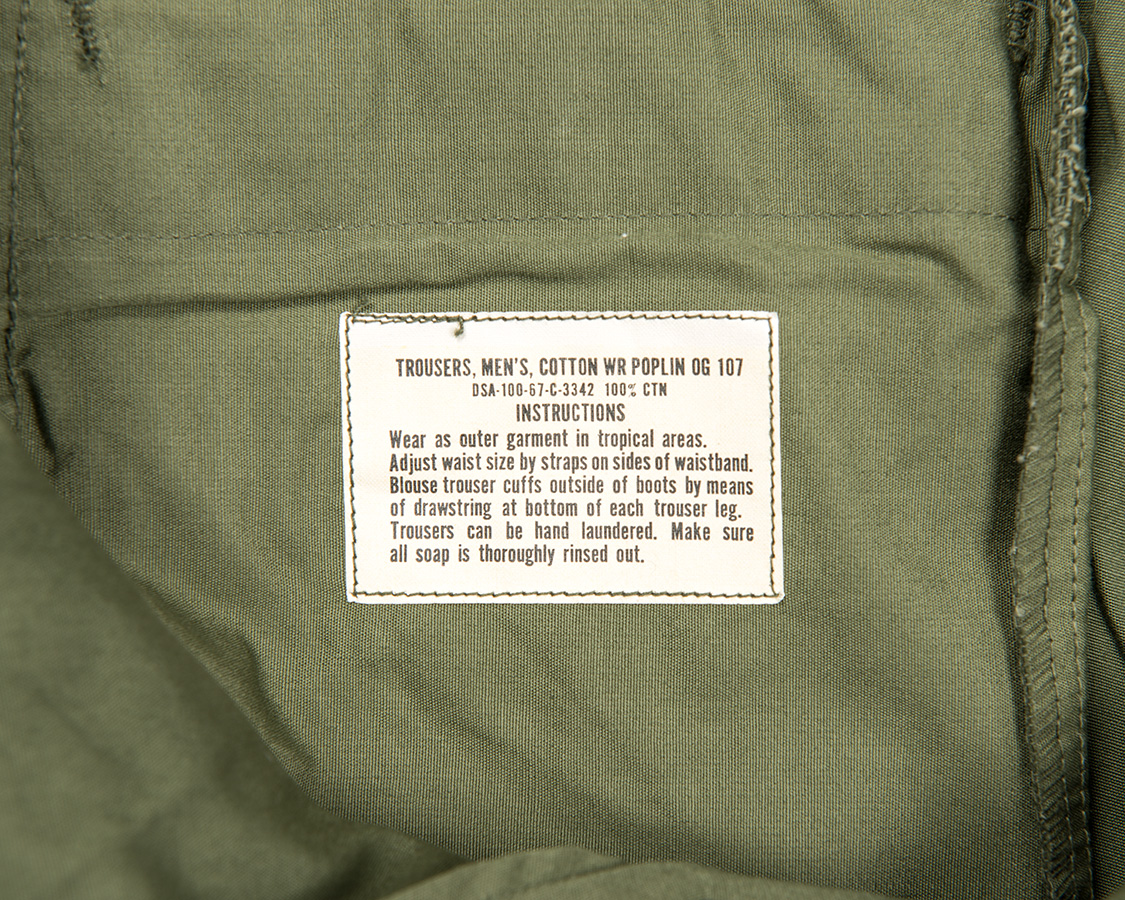 TROUSERS, MEN'S, COTTON WR POPLIN OG 107
DSA-100-67-C-3342 100% CTN
INSTRUCTIONS
Wear as outer garment in tropical areas.
Adjust waist size by straps on sides of waistband.
Blouse trouser cuffs outside of boots by means
of drawstring at bottom of each trouser leg.
Trousers can be hand laundered. Make sure
all soap is thoroughly rinsed out.